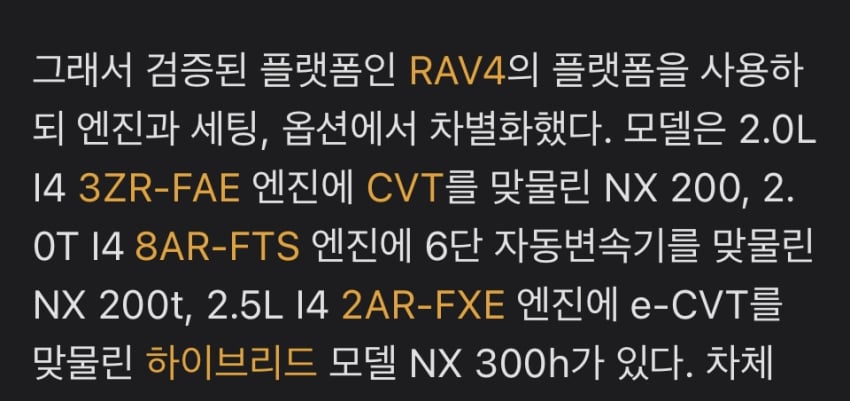 그래서 검증된 플랫폼인 RAV4의 플랫폼을 사용하
되 엔진과 세팅, 옵션에서 차별화했다. 모델은 2.0L
I4 3ZR-FAE 엔진에 CVT를 맞물린 NX 200, 2.
0T I4 8AR-FTS 엔진에 6단 자동변속기를 맞물린
NX 200t, 2.5L I4 2AR-FXE 엔진에 e-CVT를
맞물린 하이브리드 모델 NX 300h가 있다. 차체